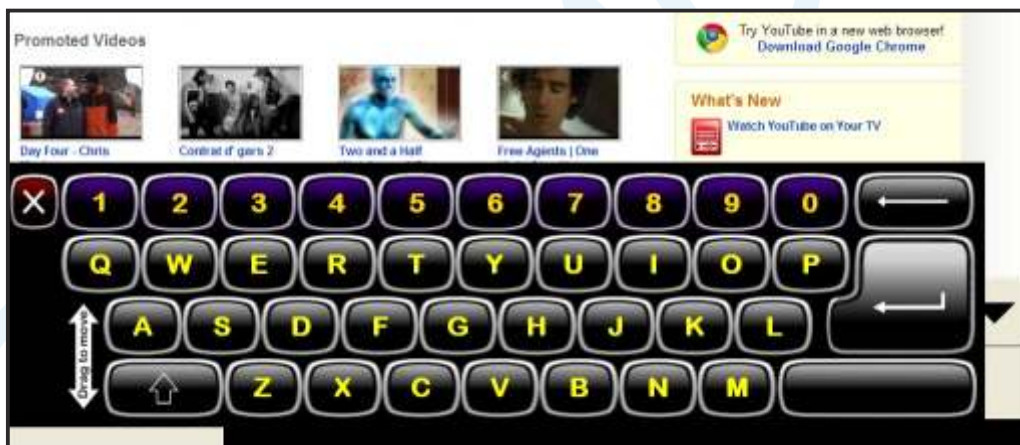 Promoted Videos
Try YouTube in a new web browser!
Download Google Chrome
What's New
Watch YouTube on Your TV
Day Four - Chris
Contrat d' gars 2
Two and a Half
Free Agents | One
1 2 3 4 5 6 7 8 9 0
Q W E R T Y U I O P
A S D F G H J K L
Drag to move
Z X C V B N M